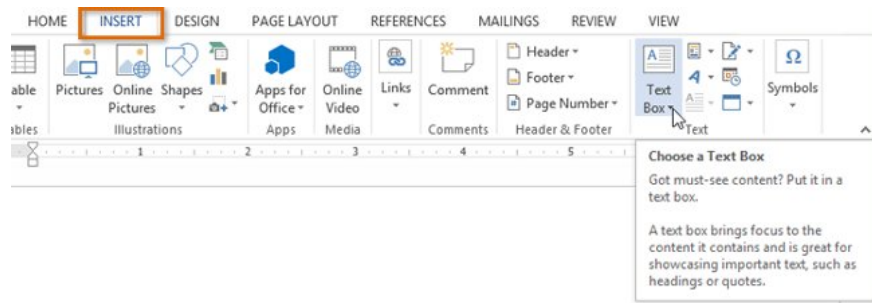 HOME INSERT DESIGN PAGE LAYOUT REFERENCES MAILINGS REVIEW VIEW
able Pictures Online Pictures Shapes Apps for Office Online Video Links Comment Header Footer Page Number Text Box Symbols
ables Illustrations Apps Media Comments Header & Footer Text
1 2 3 4 5
Choose a Text Box
Got must-see content? Put it in a
text box.
A text box brings focus to the
content it contains and is great for
showcasing important text, such as
headings or quotes.